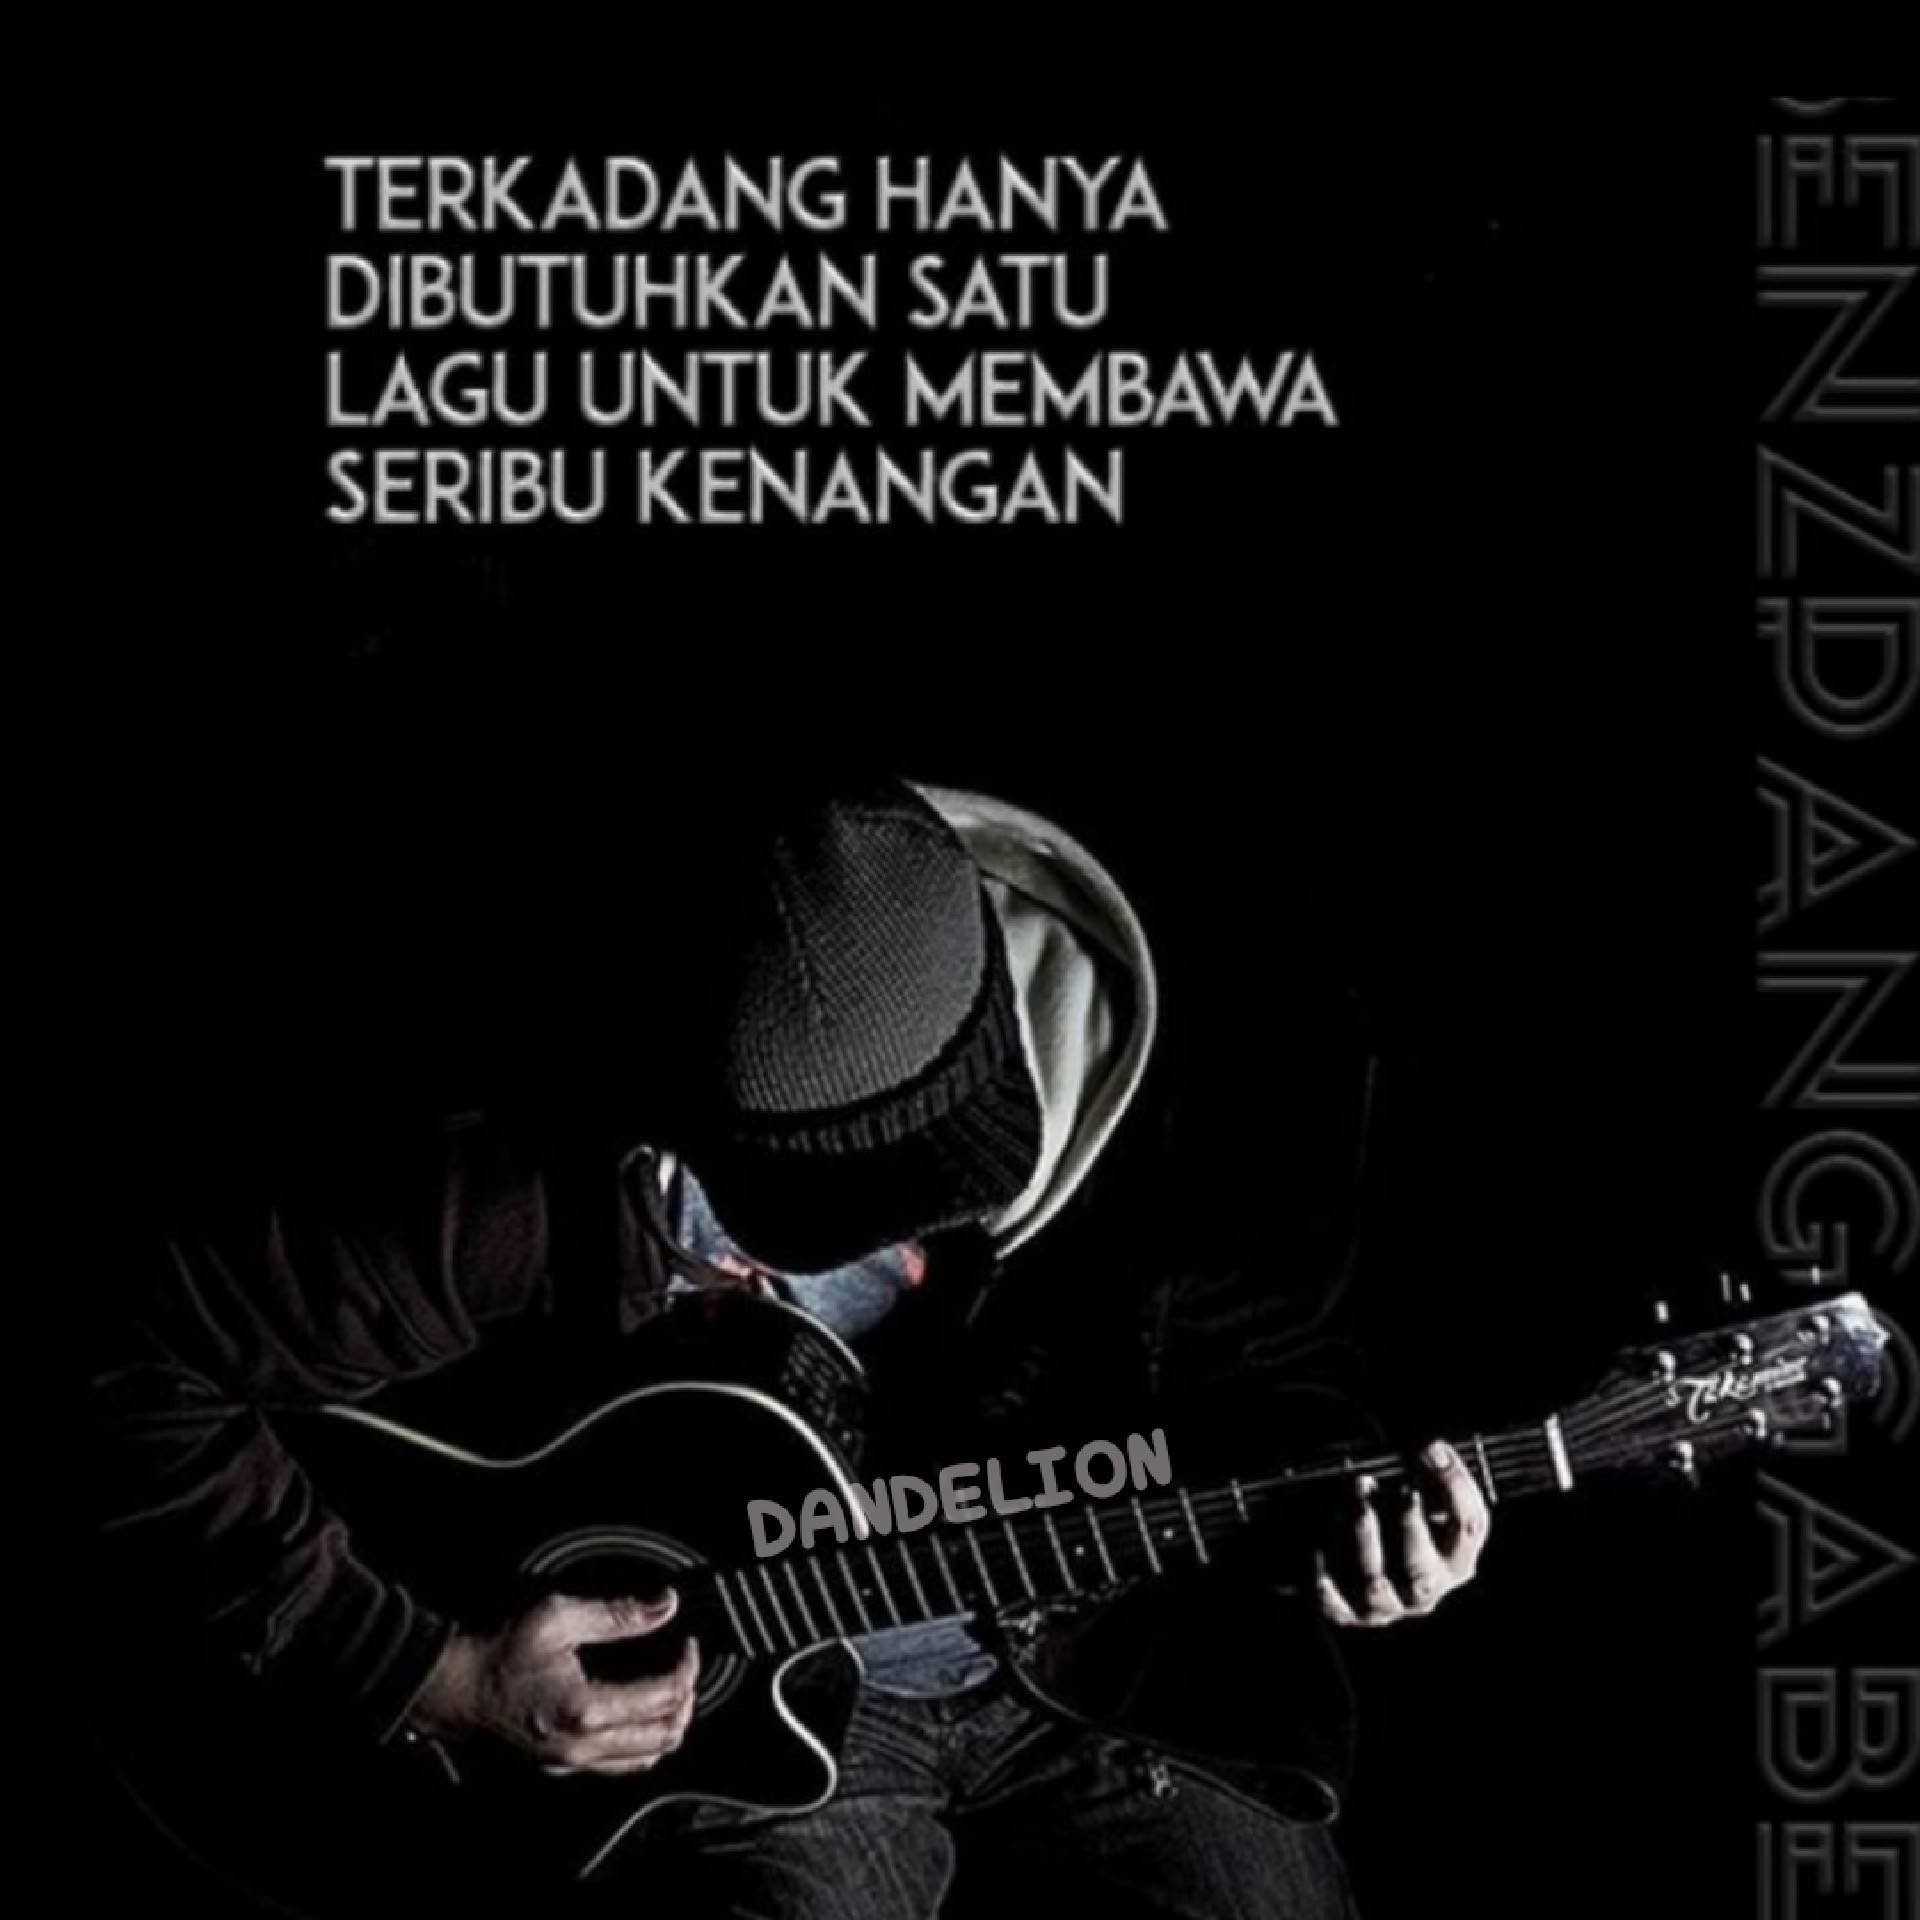 TERKADANG HANYA
DIBUTUHKAN SATU
LAGU UNTUK MEMBAWA
SERIBU KENANGAN
DANDELION